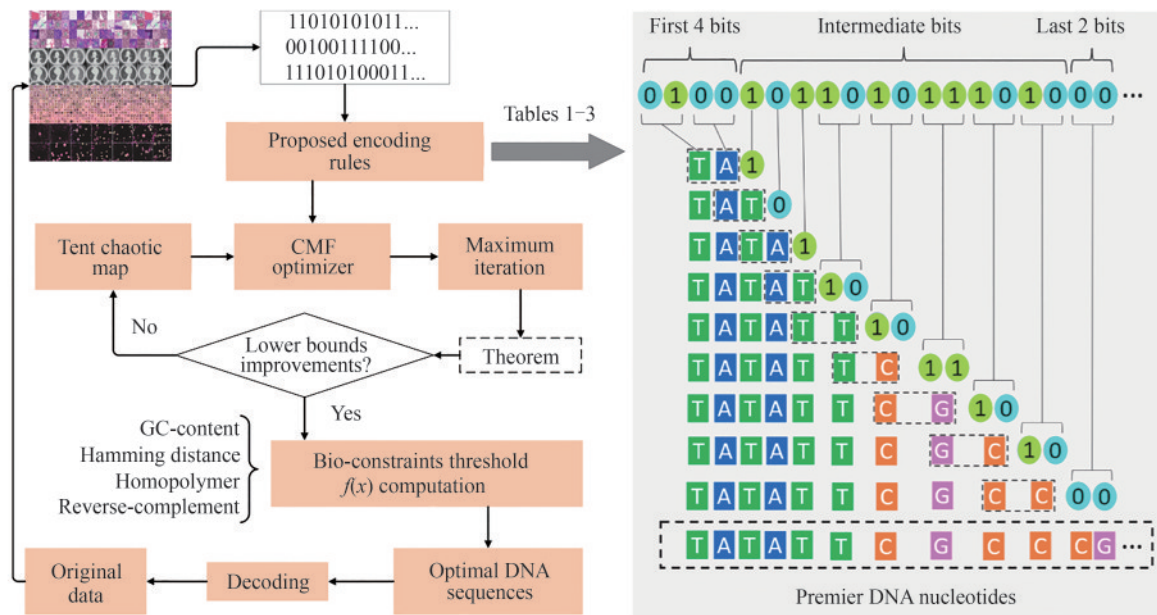 11010101011...
00100111100...
111010100011...
Proposed encoding
rules
Tables 1−3
Tent chaotic
map
CMF
optimizer
Maximum
iteration
No
Lower bounds
improvements?
Theorem
Yes
GC-content
Hamming distance
Homopolymer
Reverse-complement
Bio-constraints threshold
f(x) computation
Original
data
Decoding
Optimal DNA
sequences
First 4 bits
Intermediate bits
Last 2 bits
0 1 0 0 1 0 1 1 0 1 0 1 1 1 0 1 0 0 0 ...
T A 1
T A T 0
T A T A 1
T A T A T 1 0
T A T A T T 1 0
T A T A T T C 1 1
T A T A T T C G 1 0
T A T A T T C G C 1 0
T A T A T T C G C C 0 0
T A T A T T C G C C C G ...
Premier DNA nucleotides